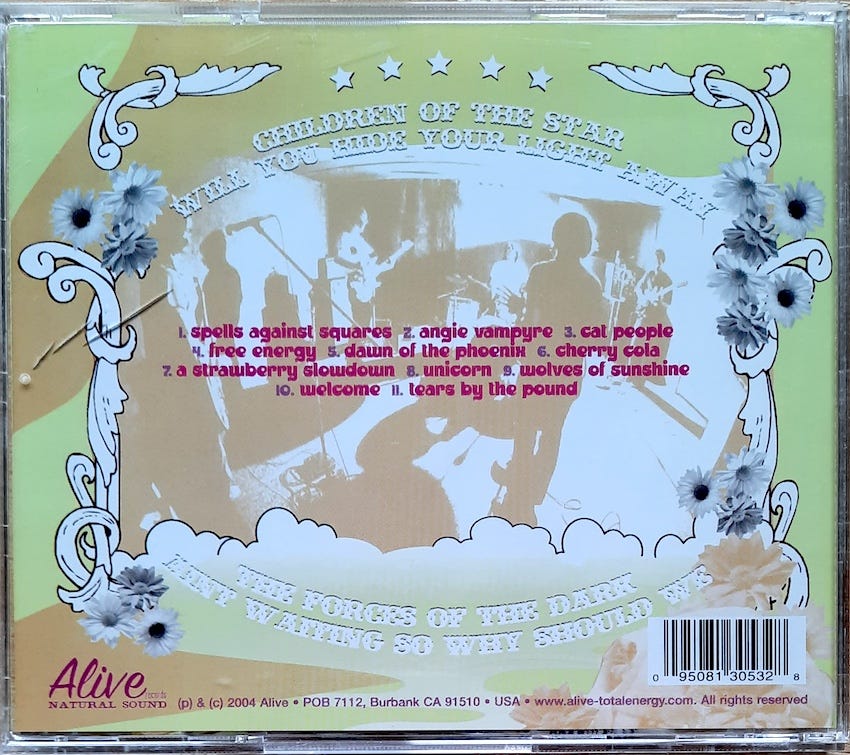 CHILDREN OF THE STAR
WILL YOU HIDE YOUR LIGHT AWAY
1. spells against squares 2. angie vampyre 3. cat people
4. free energy 5. dawn of the phoenix 6. cherry cola
7. a strawberry slowdown 8. unicorn 9. wolves of sunshine
10. welcome 11. tears by the pound
THE FORCES OF THE DARK
AIN'T WAITING SO WHY SHOULD WE
Alive records
NATURAL SOUND
(p) & (c) 2004 Alive • POB 7112, Burbank CA 91510 • USA • www.alive-totalenergy.com. All rights reserved
0 95081 30532 8